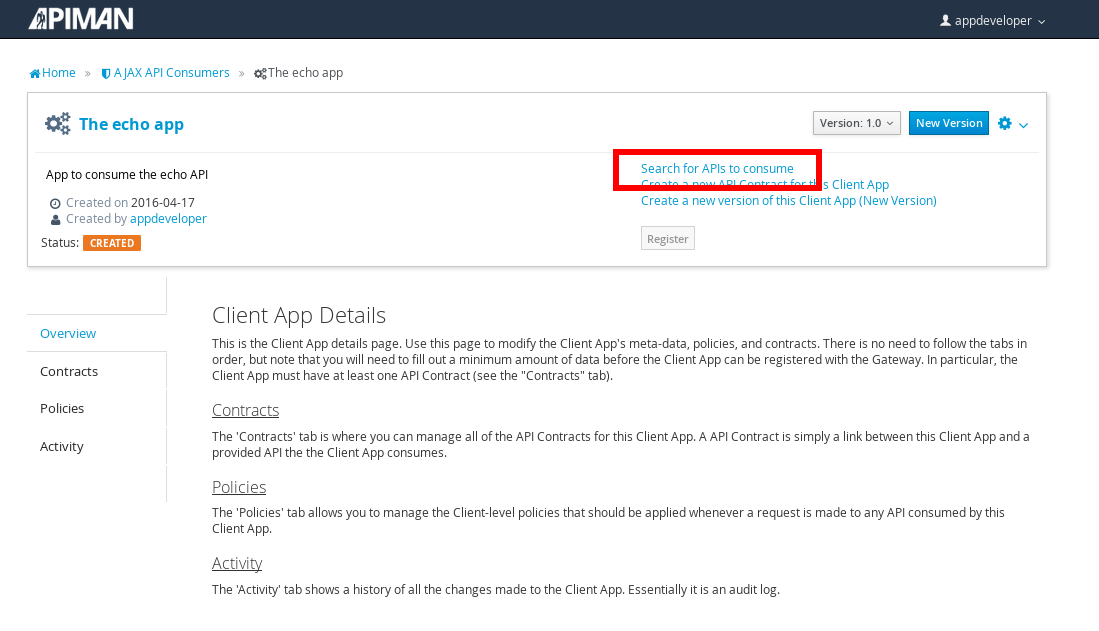 APIMAN
appdeveloper
Home » AJAX API Consumers » The echo app
The echo app
Version: 1.0
New Version
App to consume the echo API
Created on 2016-04-17
Created by appdeveloper
Status: CREATED
Search for APIs to consume
Create a new API Contract for this Client App
Create a new version of this Client App (New Version)
Register
Overview
Contracts
Policies
Activity
Client App Details
This is the Client App details page. Use this page to modify the Client App's meta-data, policies, and contracts. There is no need to follow the tabs in
order, but note that you will need to fill out a minimum amount of data before the Client App can be registered with the Gateway. In particular, the
Client App must have at least one API Contract (see the "Contracts" tab).
Contracts
The 'Contracts' tab is where you can manage all of the API Contracts for this Client App. A API Contract is simply a link between this Client App and a
provided API the the Client App consumes.
Policies
The 'Policies' tab allows you to manage the Client-level policies that should be applied whenever a request is made to any API consumed by this
Client App.
Activity
The 'Activity' tab shows a history of all the changes made to the Client App. Essentially it is an audit log.